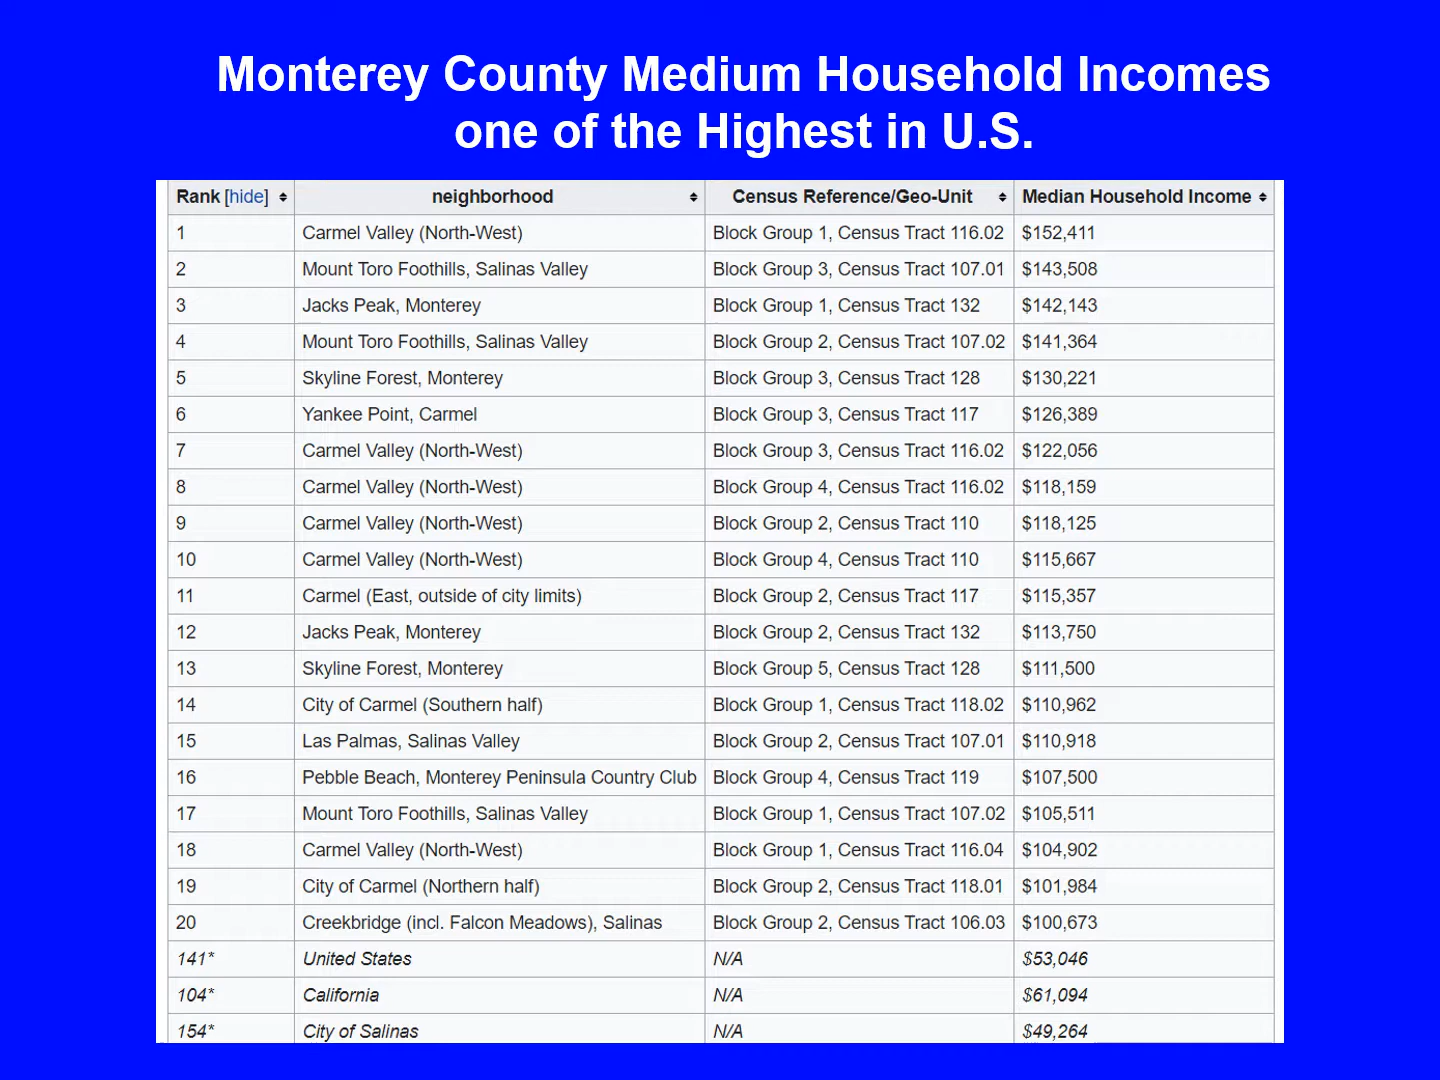 Monterey County Medium Household Incomes
one of the Highest in U.S.
Rank [hide] neighborhood Census Reference/Geo-Unit Median Household Income
1 Carmel Valley (North-West) Block Group 1, Census Tract 116.02 $152,411
2 Mount Toro Foothills, Salinas Valley Block Group 3, Census Tract 107.01 $143,508
3 Jacks Peak, Monterey Block Group 1, Census Tract 132 $142,143
4 Mount Toro Foothills, Salinas Valley Block Group 2, Census Tract 107.02 $141,364
5 Skyline Forest, Monterey Block Group 3, Census Tract 128 $130,221
6 Yankee Point, Carmel Block Group 3, Census Tract 117 $126,389
7 Carmel Valley (North-West) Block Group 3, Census Tract 116.02 $122,056
8 Carmel Valley (North-West) Block Group 4, Census Tract 116.02 $118,159
9 Carmel Valley (North-West) Block Group 2, Census Tract 110 $118,125
10 Carmel Valley (North-West) Block Group 4, Census Tract 110 $115,667
11 Carmel (East, outside of city limits) Block Group 2, Census Tract 117 $115,357
12 Jacks Peak, Monterey Block Group 2, Census Tract 132 $113,750
13 Skyline Forest, Monterey Block Group 5, Census Tract 128 $111,500
14 City of Carmel (Southern half) Block Group 1, Census Tract 118.02 $110,962
15 Las Palmas, Salinas Valley Block Group 2, Census Tract 107.01 $110,918
16 Pebble Beach, Monterey Peninsula Country Club Block Group 4, Census Tract 119 $107,500
17 Mount Toro Foothills, Salinas Valley Block Group 1, Census Tract 107.02 $105,511
18 Carmel Valley (North-West) Block Group 1, Census Tract 116.04 $104,902
19 City of Carmel (Northern half) Block Group 2, Census Tract 118.01 $101,984
20 Creekbridge (incl. Falcon Meadows), Salinas Block Group 2, Census Tract 106.03 $100,673
141* United States N/A $53,046
104* California N/A $61,094
154* City of Salinas N/A $49,264